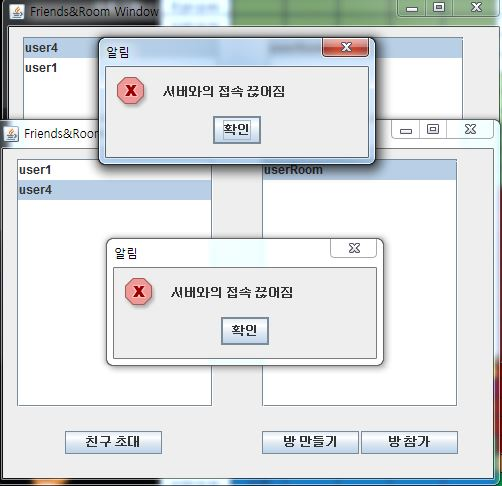 Friends&Room Window
user4
user1
알림
서버와의 접속 끊어짐
확인
Friends&Room
user1
user4
userRoom
알림
서버와의 접속 끊어짐
확인
친구 초대
방 만들기
방 참가